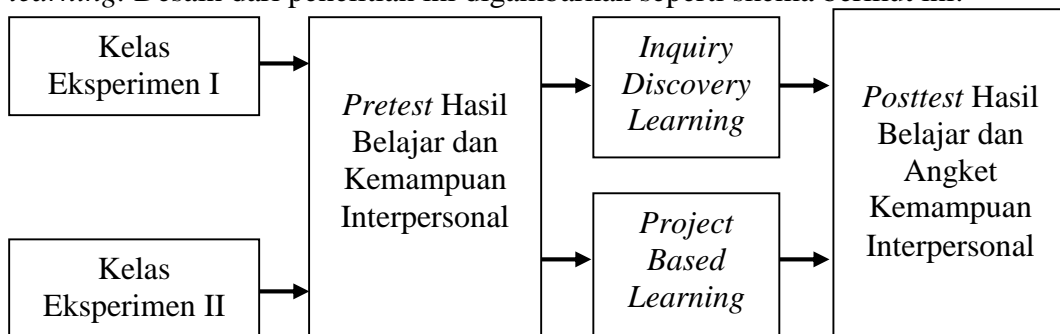 learning. Desain dari penelitian ini digambarkan seperti skema berikut ini:
Kelas
Eksperimen I
Kelas
Eksperimen II
Pretest Hasil
Belajar dan
Kemampuan
Interpersonal
Inquiry
Discovery
Learning
Project
Based
Learning
Posttest Hasil
Belajar dan
Angket
Kemampuan
Interpersonal